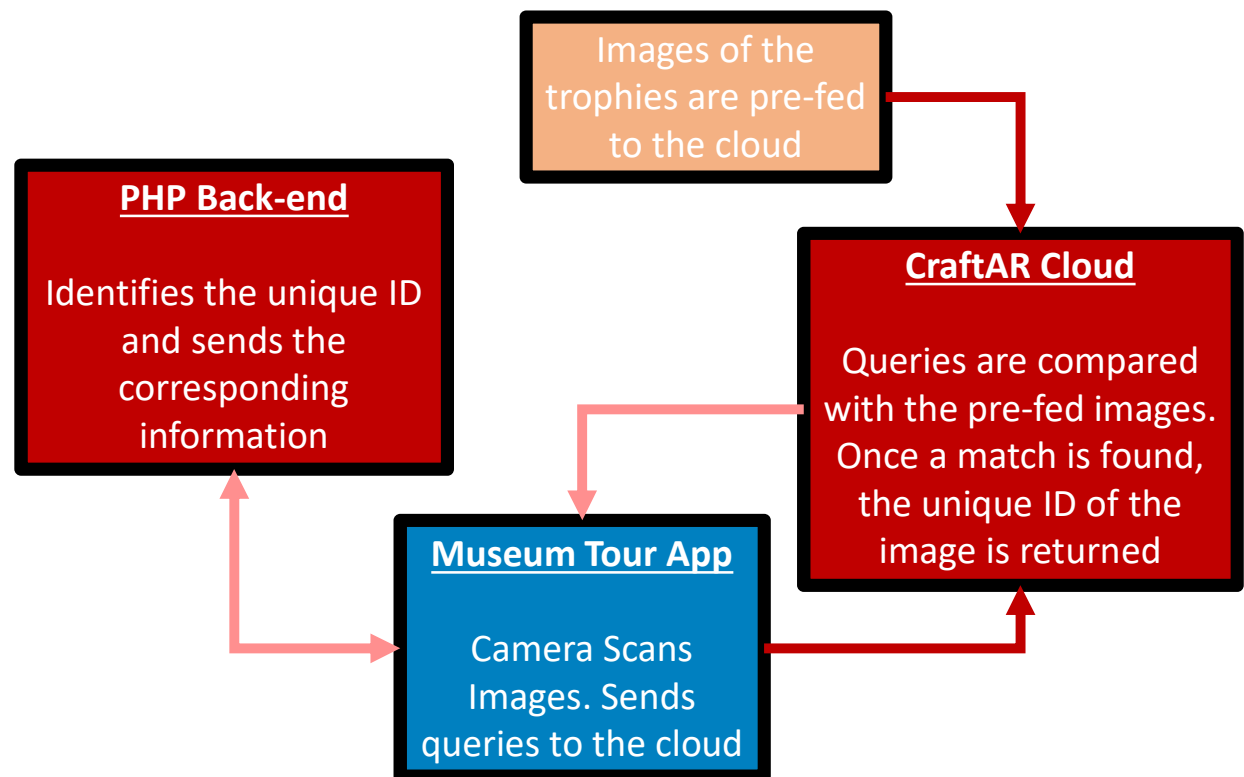 Images of the
trophies are pre-fed
to the cloud
PHP Back-end
Identifies the unique ID
and sends the
corresponding
information
CraftAR Cloud
Queries are compared
with the pre-fed images.
Once a match is found,
the unique ID of the
image is returned
Museum Tour App
Camera Scans
Images. Sends
queries to the cloud